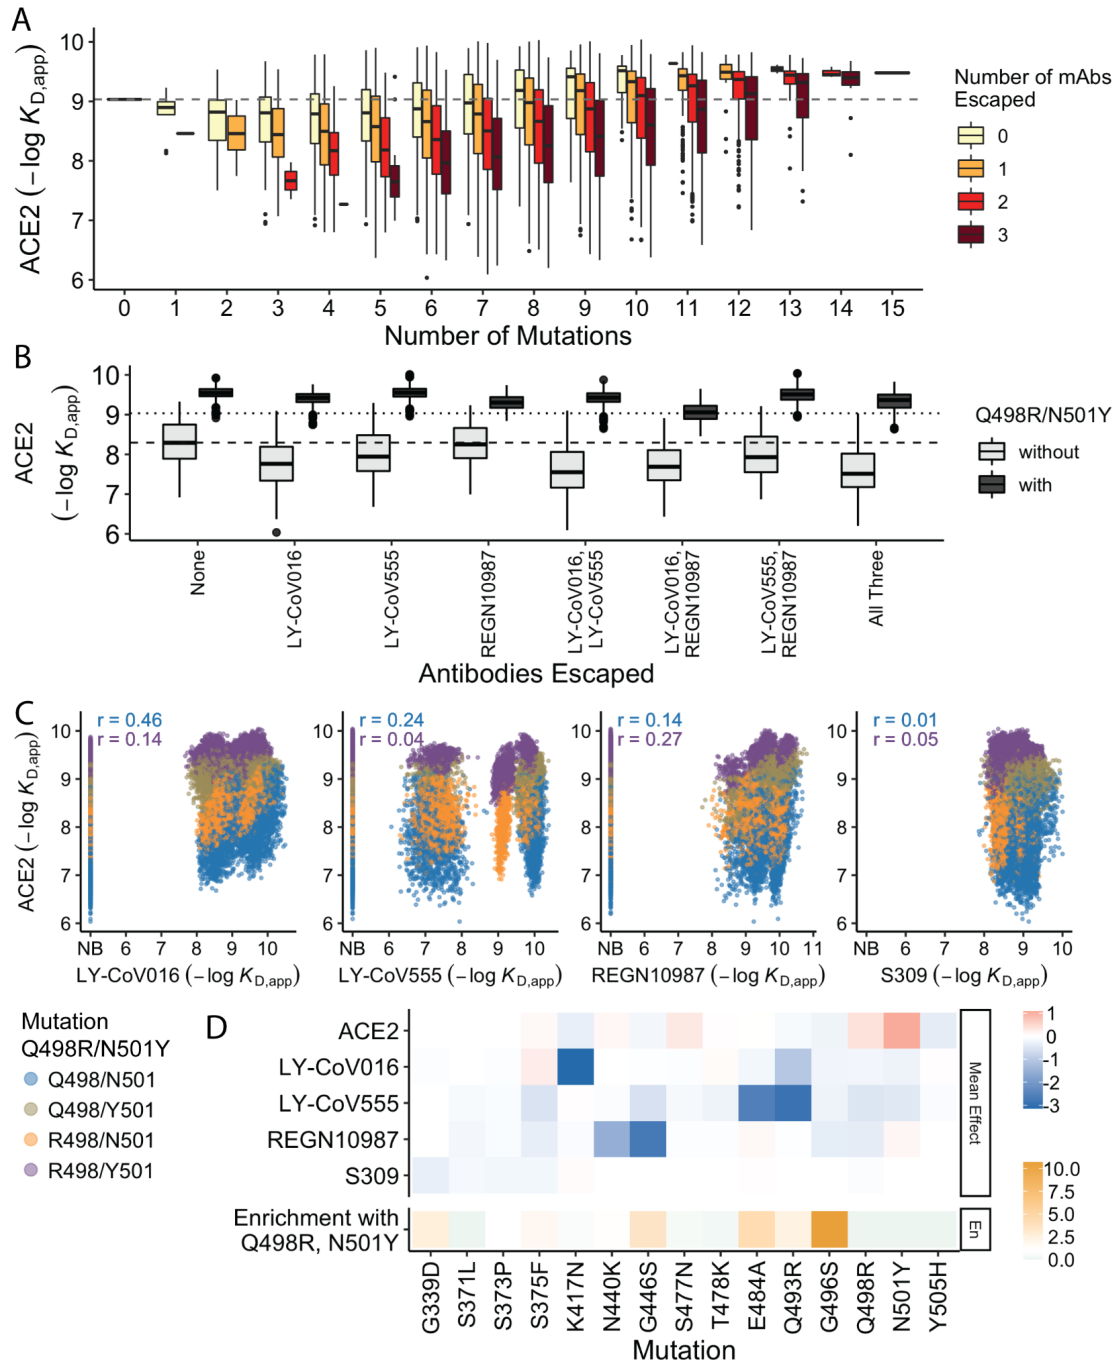 A
ACE2 (−log K_D,app)
10
9
8
7
6
0 1 2 3 4 5 6 7 8 9 10 11 12 13 14 15
Number of Mutations
Number of mAbs
Escaped
0
1
2
3
B
ACE2
(−log K_D,app)
10
9
8
7
6
None
LY-CoV016
LY-CoV555
REGN10987
LY-CoV016,
LY-CoV555
LY-CoV016,
REGN10987
LY-CoV555,
REGN10987
All Three
Antibodies Escaped
Q498R/N501Y
without
with
C
ACE2 (−log K_D,app)
10
9
8
7
6
r = 0.46
r = 0.14
NB 6 7 8 9 10
LY-CoV016 (−log K_D,app)
10
9
8
7
6
r = 0.24
r = 0.04
NB 6 7 8 9 10
LY-CoV555 (−log K_D,app)
10
9
8
7
6
r = 0.14
r = 0.27
NB 6 7 8 9 10 11
REGN10987 (−log K_D,app)
10
9
8
7
6
r = 0.01
r = 0.05
NB 6 7 8 9 10
S309 (−log K_D,app)
Mutation
Q498R/N501Y
Q498/N501
Q498/Y501
R498/N501
R498/Y501
D
ACE2
LY-CoV016
LY-CoV555
REGN10987
S309
Enrichment with
Q498R, N501Y
Mean Effect
En
1
0
-1
-2
-3
10.0
7.5
5.0
2.5
0.0
G339D
S371L
S373P
S375F
K417N
N440K
G446S
S477N
T478K
E484A
Q493R
G496S
Q498R
N501Y
Y505H
Mutation